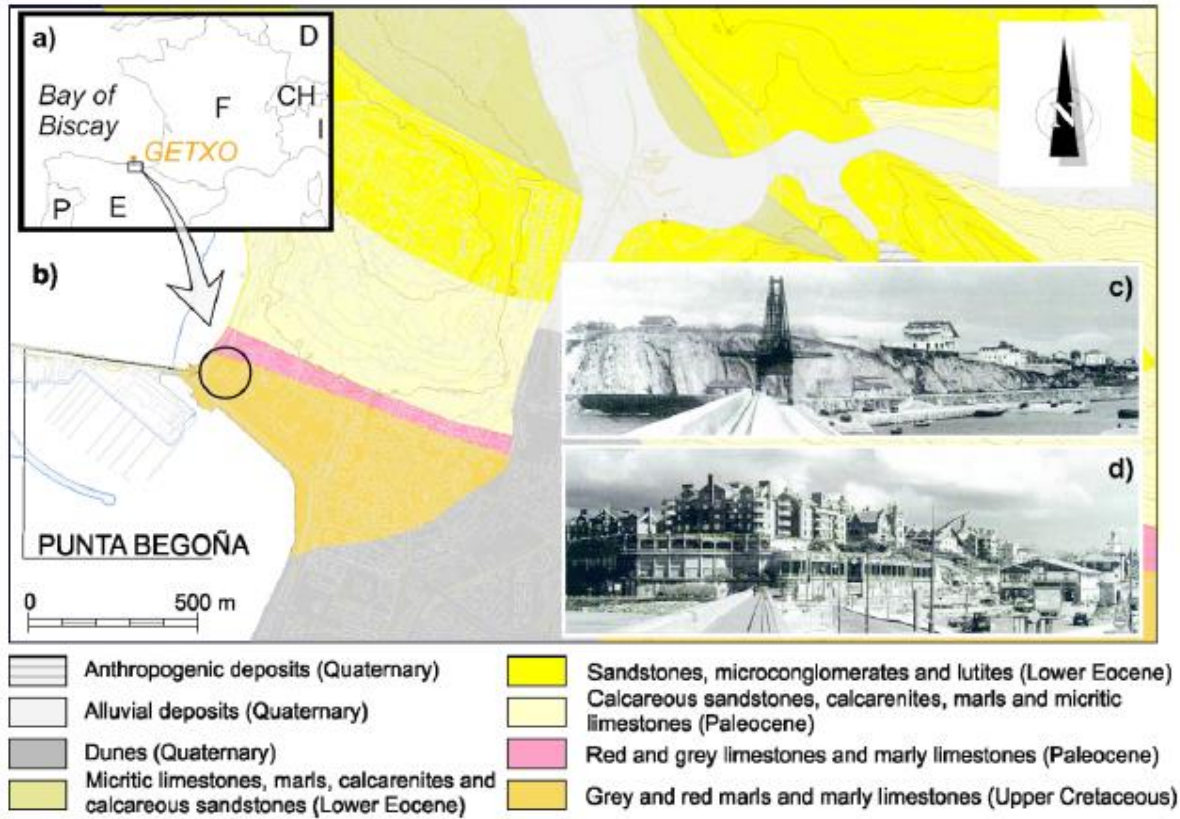 a)
D
Bay of
Biscay
F
CH
I
GETXO
P
E
N
b)
c)
PUNTA BEGOÑA
d)
0
500 m
Anthropogenic deposits (Quaternary)
Alluvial deposits (Quaternary)
Dunes (Quaternary)
Micritic limestones, marls, calcarenites and
calcareous sandstones (Lower Eocene)
Sandstones, microconglomerates and lutites (Lower Eocene)
Calcareous sandstones, calcarenites, marls and micritic
limestones (Paleocene)
Red and grey limestones and marly limestones (Paleocene)
Grey and red marls and marly limestones (Upper Cretaceous)